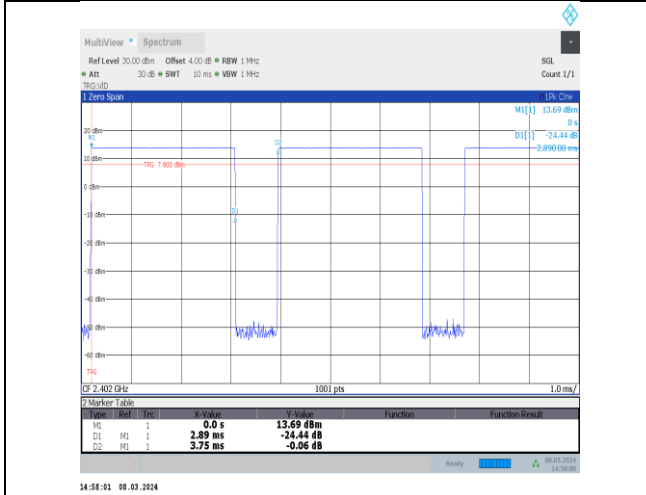 MultiView Spectrum
Ref Level 30.00 dBm Offset 4.00 dB RBW 1 MHz SGL
Att 30 dB SWT 10 ms VBW 1 MHz Count 1/1
TRG:VID
1 Zero Span 1Pk Clrw
M1[1] 13.69 dBm
0 s
20 dBm
D1[1] -24.44 dB
M1
D2
2.890 00 ms
10 dBm
TRG 7.800 dBm
0 dBm
-10 dBm
D1
-20 dBm
-30 dBm
-40 dBm
-50 dBm
-60 dBm
TRG
CF 2.402 GHz 1001 pts 1.0 ms/
2 Marker Table
Type Ref Trc X-Value Y-Value Function Function Result
M1 1 0.0 s 13.69 dBm
D1 M1 1 2.89 ms -24.44 dB
D2 M1 1 3.75 ms -0.06 dB
Ready 08.03.2024
14:58:00
14:58:01 08.03.2024